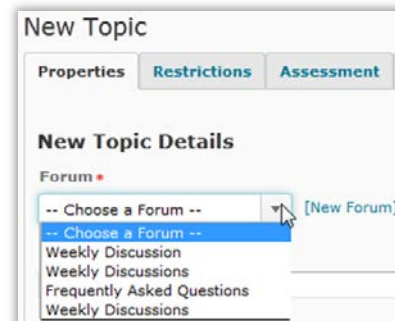 New Topic
Properties Restrictions Assessment
New Topic Details
Forum *
-- Choose a Forum -- [New Forum]
-- Choose a Forum --
Weekly Discussion
Weekly Discussions
Frequently Asked Questions
Weekly Discussions